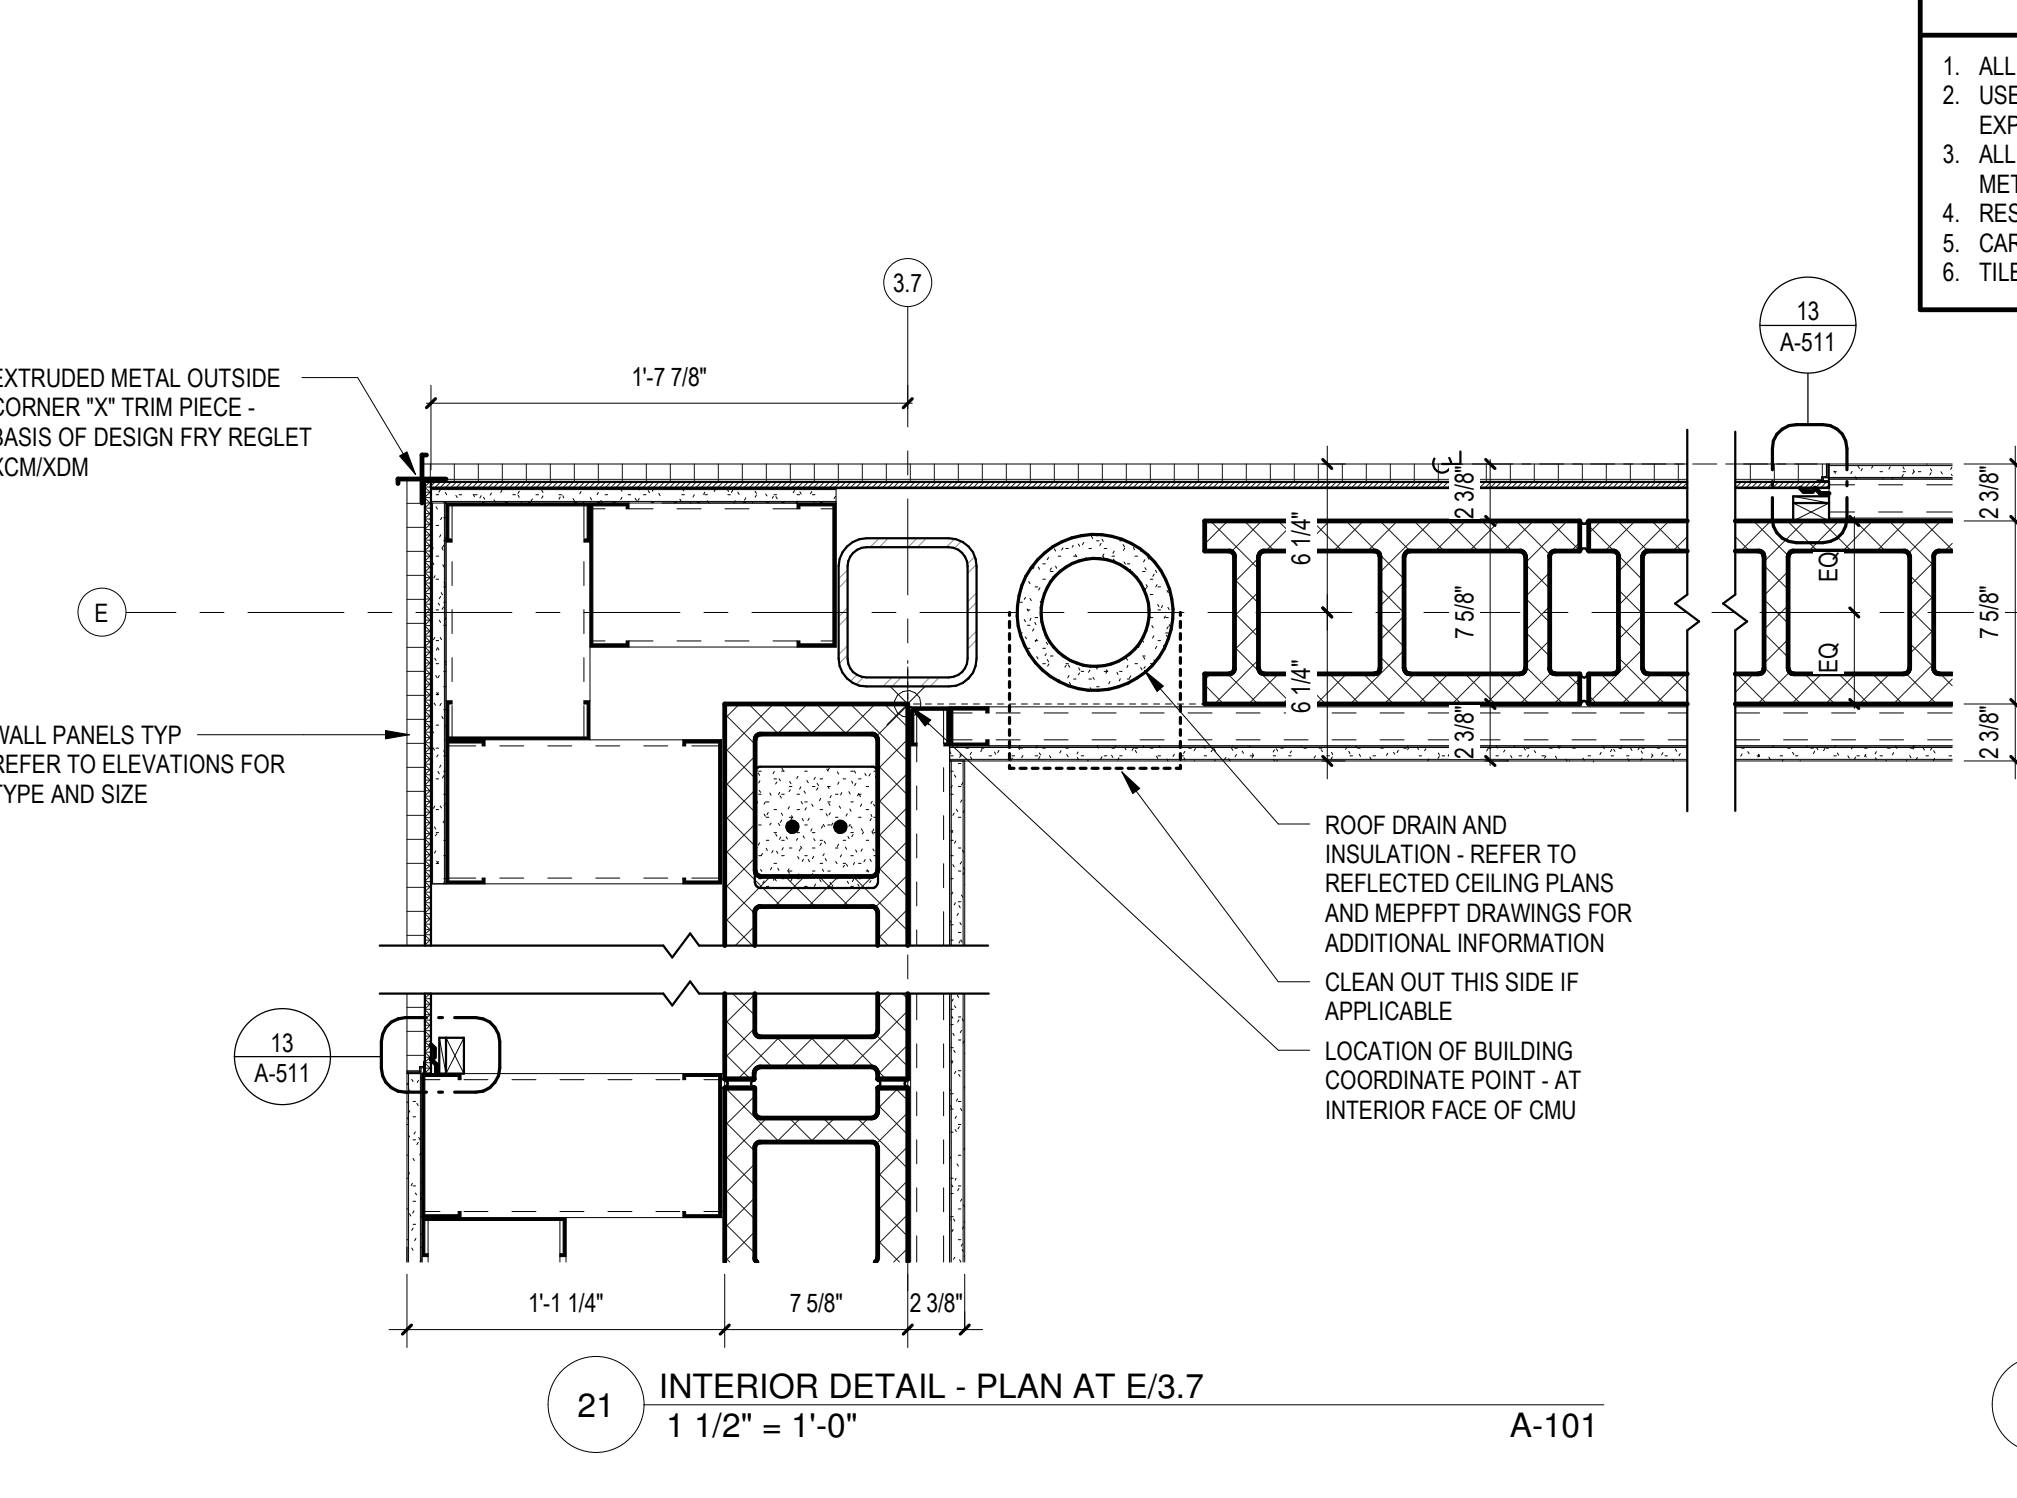 1. ALL
2. USE
EXP
3. ALL
MET
4. RES
5. CAR
6. TILE
3.7
13
A-511
1'-7 7/8"
EXTRUDED METAL OUTSIDE
CORNER "X" TRIM PIECE -
BASIS OF DESIGN FRY REGLET
XCM/XDM
CL
2 3/8"
2 3/8"
6 1/4"
EQ
E
7 5/8"
7 5/8"
EQ
6 1/4"
2 3/8"
2 3/8"
WALL PANELS TYP
REFER TO ELEVATIONS FOR
TYPE AND SIZE
ROOF DRAIN AND
INSULATION - REFER TO
REFLECTED CEILING PLANS
AND MEPFPT DRAWINGS FOR
ADDITIONAL INFORMATION
CLEAN OUT THIS SIDE IF
APPLICABLE
LOCATION OF BUILDING
COORDINATE POINT - AT
INTERIOR FACE OF CMU
13
A-511
1'-1 1/4"
7 5/8"
2 3/8"
21
INTERIOR DETAIL - PLAN AT E/3.7
1 1/2" = 1'-0"
A-101